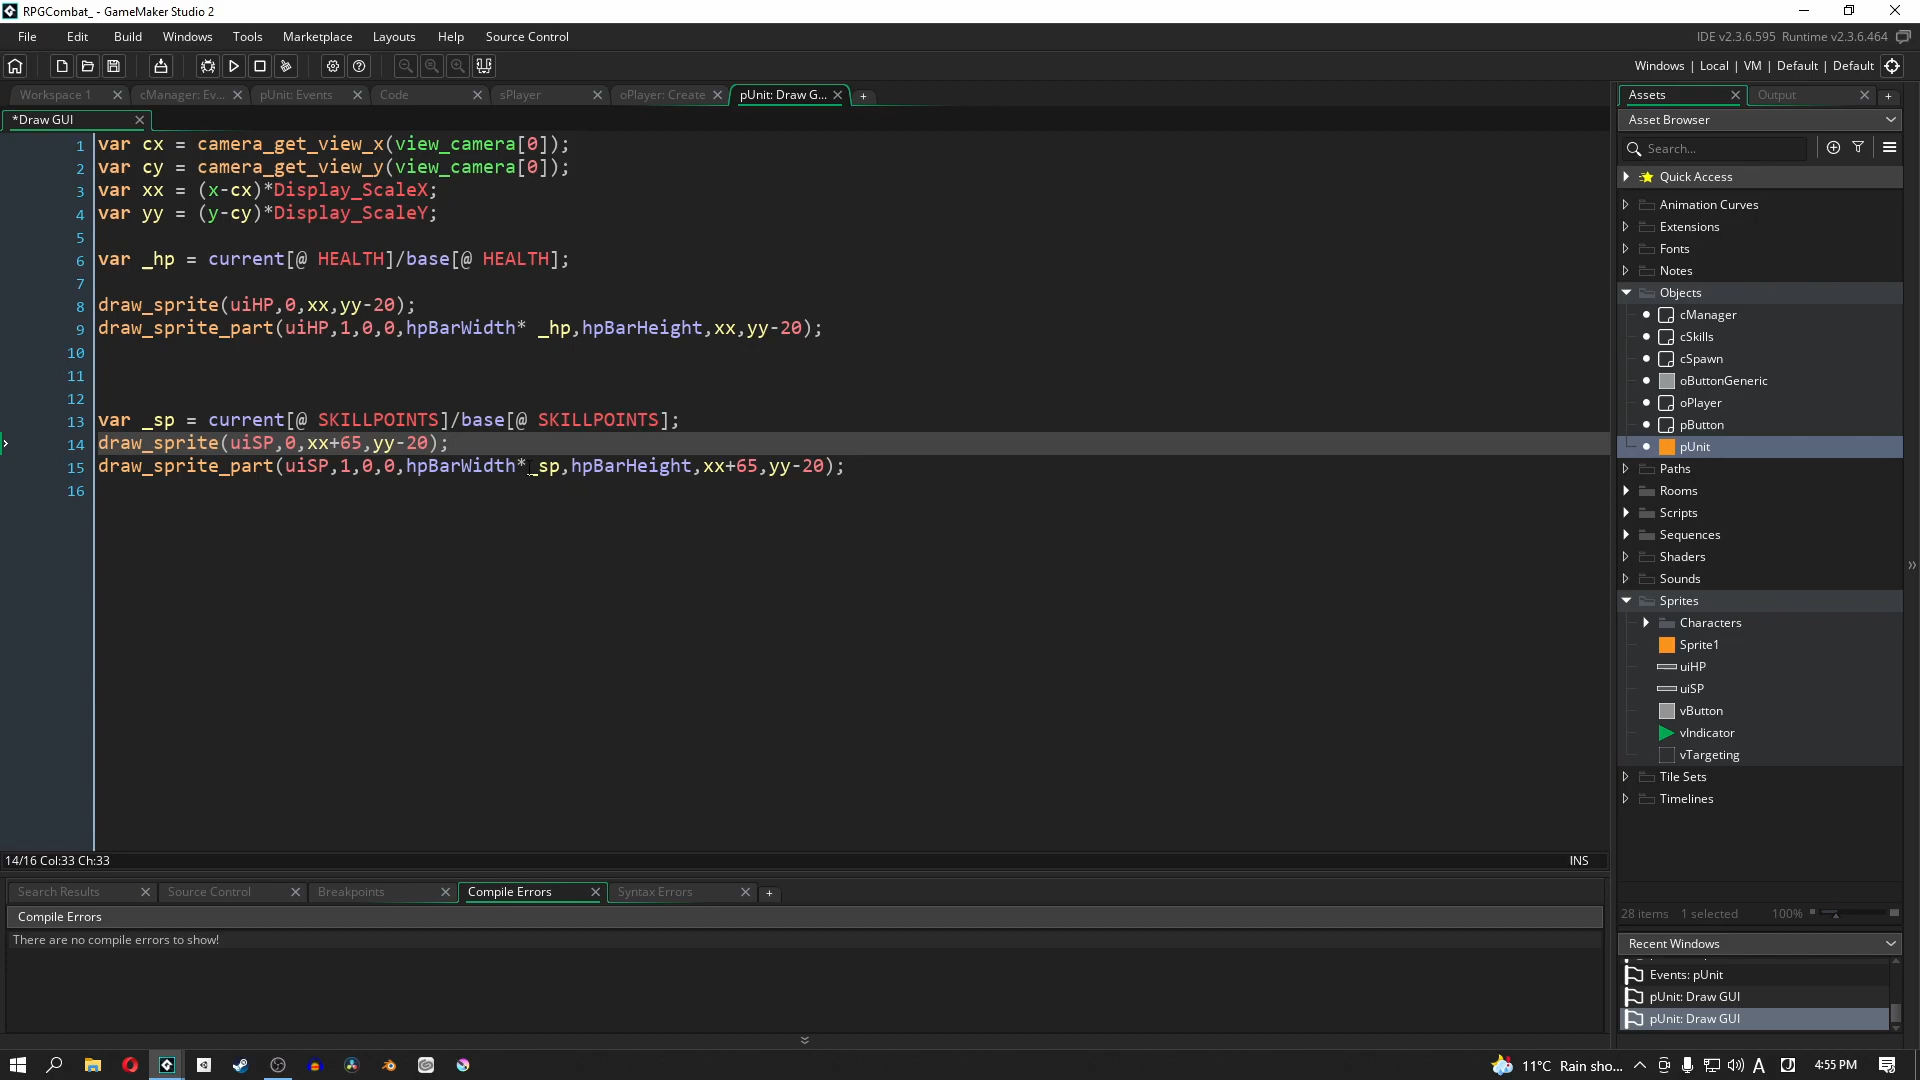 RPGCombat_ - GameMaker Studio 2
File Edit Build Windows Tools Marketplace Layouts Help Source Control
IDE v2.3.6.595 Runtime v2.3.6.464
Windows | Local | VM | Default | Default
Workspace 1
cManager: Ev...
pUnit: Events
Code
sPlayer
oPlayer: Create
pUnit: Draw G...
*Draw GUI
1 var cx = camera_get_view_x(view_camera[0]);
2 var cy = camera_get_view_y(view_camera[0]);
3 var xx = (x-cx)*Display_ScaleX;
4 var yy = (y-cy)*Display_ScaleY;
5
6 var _hp = current[@ HEALTH]/base[@ HEALTH];
7
8 draw_sprite(uiHP,0,xx,yy-20);
9 draw_sprite_part(uiHP,1,0,0,hpBarWidth* _hp,hpBarHeight,xx,yy-20);
10
11
12
13 var _sp = current[@ SKILLPOINTS]/base[@ SKILLPOINTS];
14 draw_sprite(uiSP,0,xx+65,yy-20);
15 draw_sprite_part(uiSP,1,0,0,hpBarWidth*_sp,hpBarHeight,xx+65,yy-20);
16
14/16 Col:33 Ch:33
INS
Search Results
Source Control
Breakpoints
Compile Errors
Syntax Errors
Compile Errors
There are no compile errors to show!
Assets
Output
Asset Browser
Search...
Quick Access
Animation Curves
Extensions
Fonts
Notes
Objects
cManager
cSkills
cSpawn
oButtonGeneric
oPlayer
pButton
pUnit
Paths
Rooms
Scripts
Sequences
Shaders
Sounds
Sprites
Characters
Sprite1
uiHP
uiSP
vButton
vIndicator
vTargeting
Tile Sets
Timelines
28 items 1 selected 100%
Recent Windows
Events: pUnit
pUnit: Draw GUI
pUnit: Draw GUI
11°C Rain sho...
A
4:55 PM